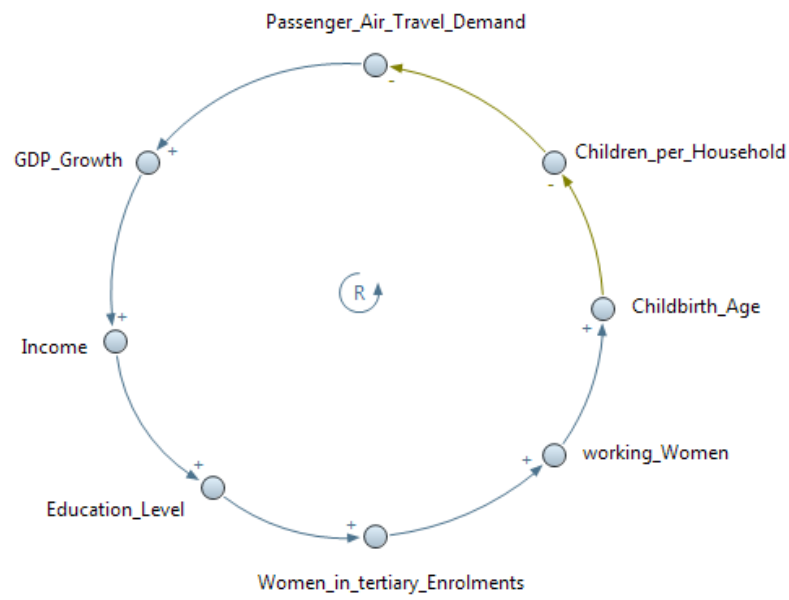 Passenger_Air_Travel_Demand
-
GDP_Growth
+
Children_per_Household
-
R
+
Income
Childbirth_Age
+
+
working_Women
+
Education_Level
+
Women_in_tertiary_Enrolments